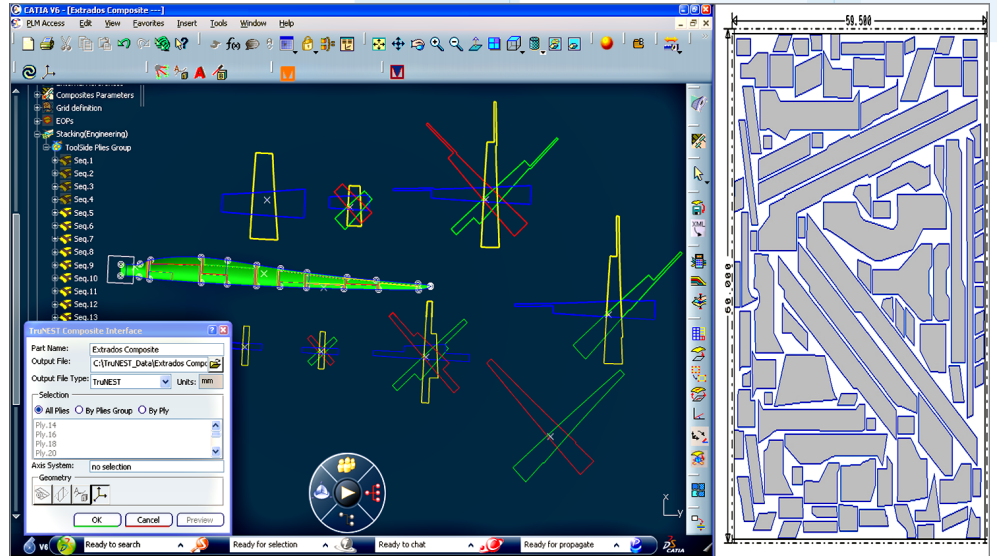 CATIA V6 - [Extrados Composite ---]
PLM Access Edit View Favorites Insert Tools Window Help
Composites Parameters
Grid definition
EOPs
Stacking(Engineering)
ToolSide Plies Group
Seq.1
Seq.2
Seq.3
Seq.4
Seq.5
Seq.6
Seq.7
Seq.8
Seq.9
Seq.10
Seq.11
Seq.12
Seq.13
TruNEST Composite Interface
Part Name: Extrados Composite
Output File: C:\TruNEST_Data\Extrados Compo
Output File Type: TruNEST Units: mm
Selection
All Plies By Plies Group By Ply
Ply.14
Ply.16
Ply.18
Ply.20
Axis System: no selection
Geometry
OK Cancel Preview
XML
x
y
V6 Ready to search Ready for selection Ready to chat Ready for propagate CATIA
59.500